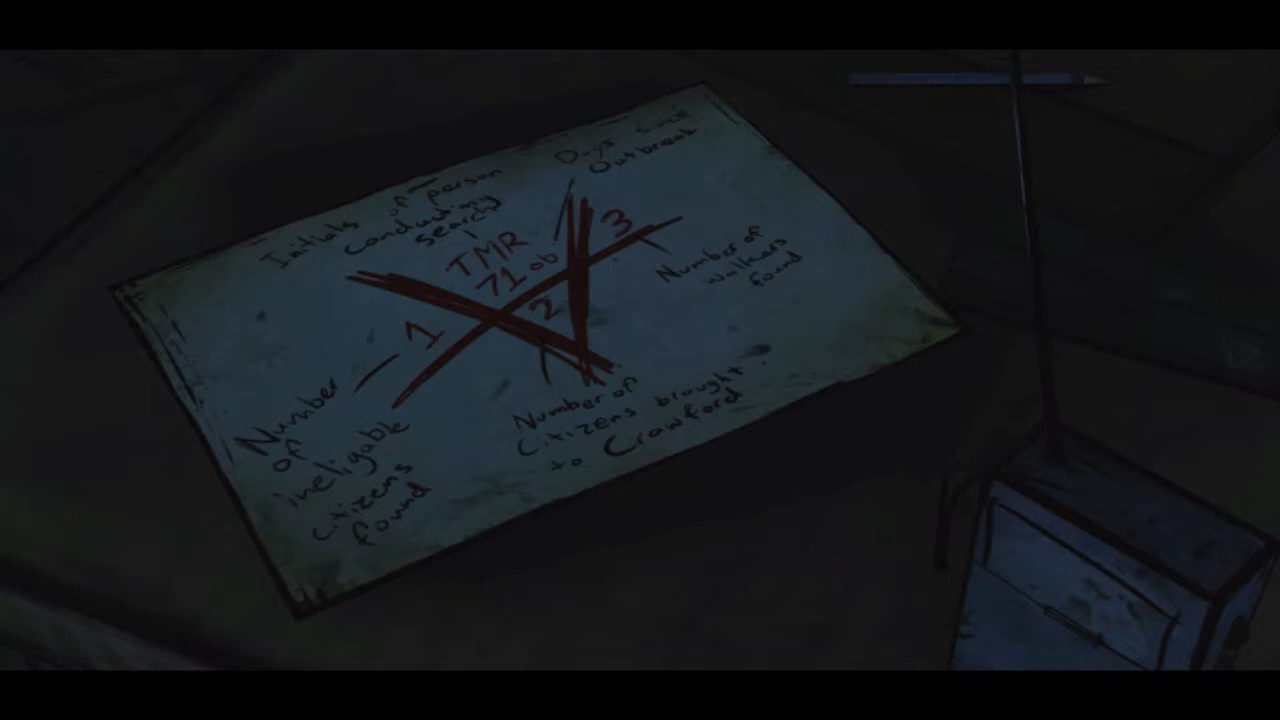 Days since
Outbreak
Initials of person
conducting
search
TMR
71 ob
3
1
2
Number of
walkers
found
Number
of
ineligable
citizens
found
Number of
Citizens brought
to Crawford